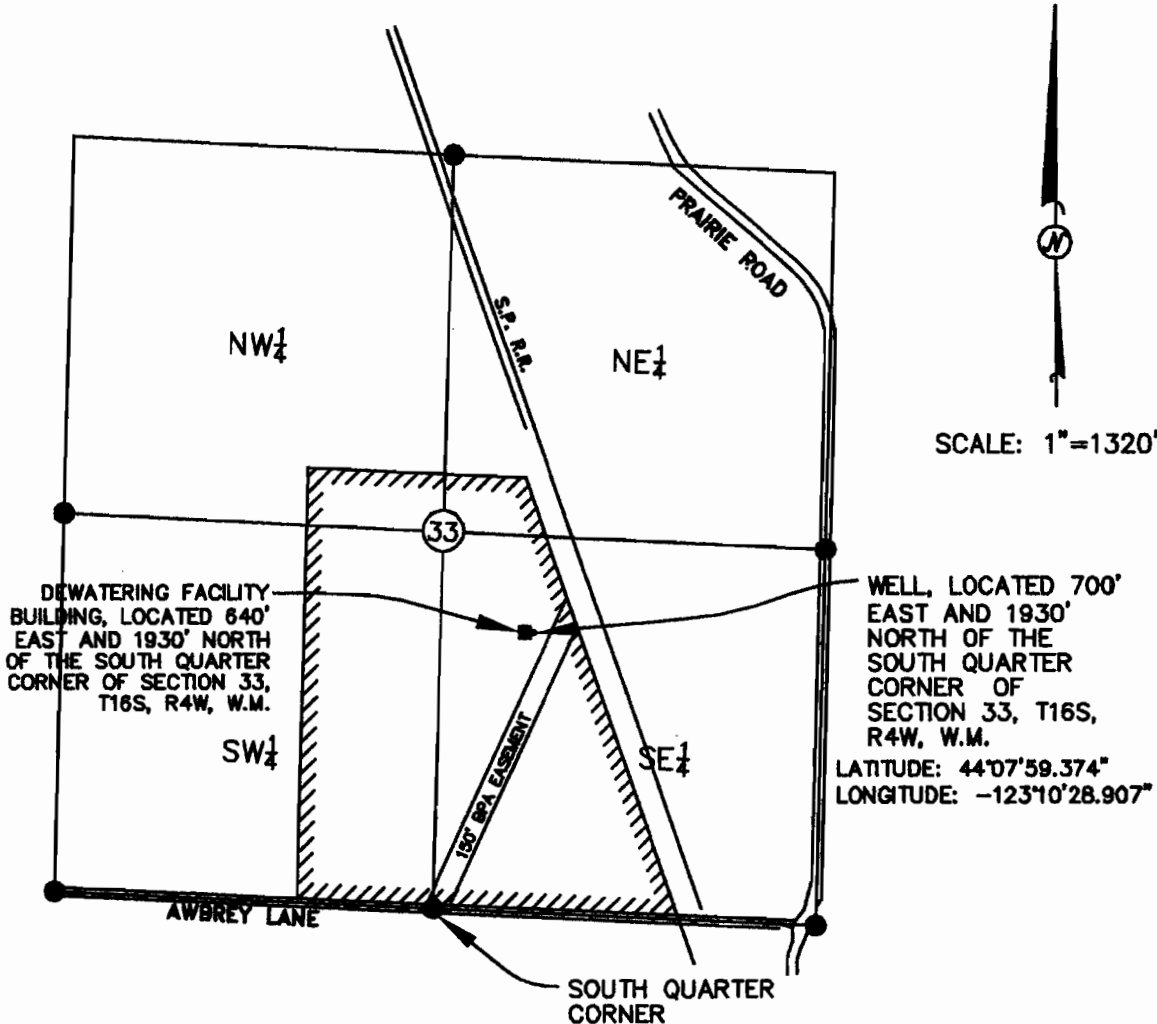 PRAIRIE ROAD
N
S.P. R.R.
NW1/4
NE1/4
SCALE: 1"=1320'
33
DEWATERING FACILITY
BUILDING, LOCATED 640'
EAST AND 1930' NORTH
OF THE SOUTH QUARTER
CORNER OF SECTION 33,
T16S, R4W, W.M.
WELL, LOCATED 700'
EAST AND 1930'
NORTH OF THE
SOUTH QUARTER
CORNER OF
SECTION 33, T16S,
R4W, W.M.
LATITUDE: 44°07'59.374"
LONGITUDE: -123°10'28.907"
SW1/4
SE1/4
150' BPA EASEMENT
AWBREY LANE
SOUTH QUARTER
CORNER